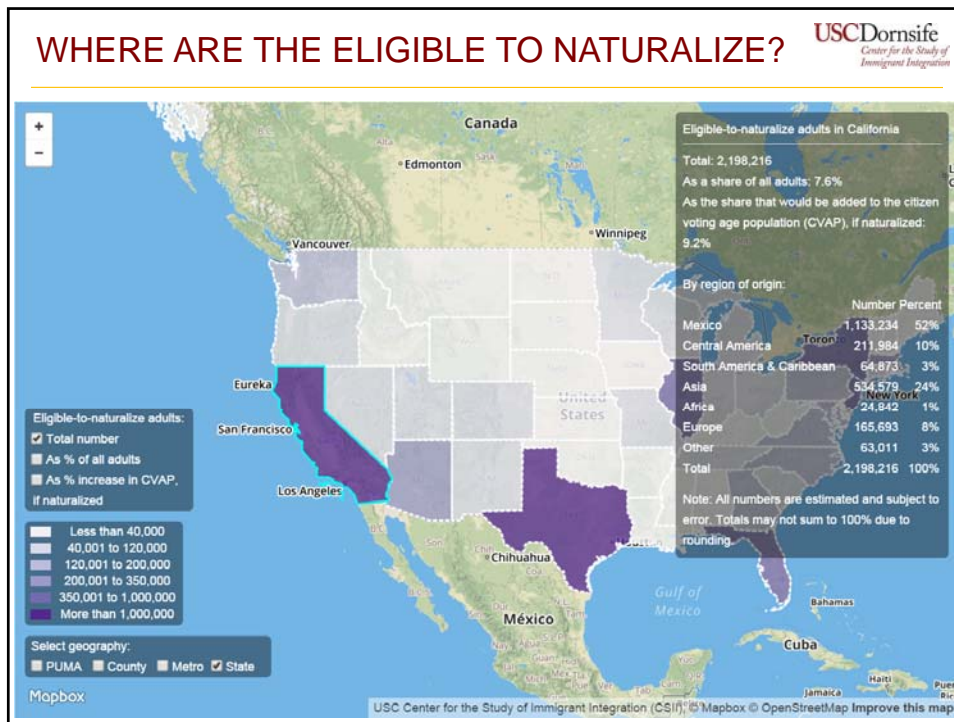 WHERE ARE THE ELIGIBLE TO NATURALIZE?
USCDornsife
Center for the Study of
Immigrant Integration
+
−
Canada
B.C.
Alta.
Sask.
Edmonton
Winnipeg
Vancouver
Eureka
San Francisco
Los Angeles
United
States
Toronto
New York
B.C.
Son.
Chih.
Chihuahua
Coa.
N.L.
Tam.
México
Gulf of
Mexico
Bahamas
Cuba
Haiti
Jamaica
Puer
Ric
Eligible-to-naturalize adults in California
Total: 2,198,216
As a share of all adults: 7.6%
As the share that would be added to the citizen
voting age population (CVAP), if naturalized:
9.2%
By region of origin:
Number Percent
Mexico 1,133,234 52%
Central America 211,984 10%
South America & Caribbean 64,873 3%
Asia 534,579 24%
Africa 24,842 1%
Europe 165,693 8%
Other 63,011 3%
Total 2,198,216 100%
Note: All numbers are estimated and subject to
error. Totals may not sum to 100% due to
rounding.
Eligible-to-naturalize adults:
Total number
As % of all adults
As % increase in CVAP,
if naturalized
Less than 40,000
40,001 to 120,000
120,001 to 200,000
200,001 to 350,000
350,001 to 1,000,000
More than 1,000,000
Select geography:
PUMA County Metro State
Mapbox
USC Center for the Study of Immigrant Integration (CSII), © Mapbox © OpenStreetMap Improve this map